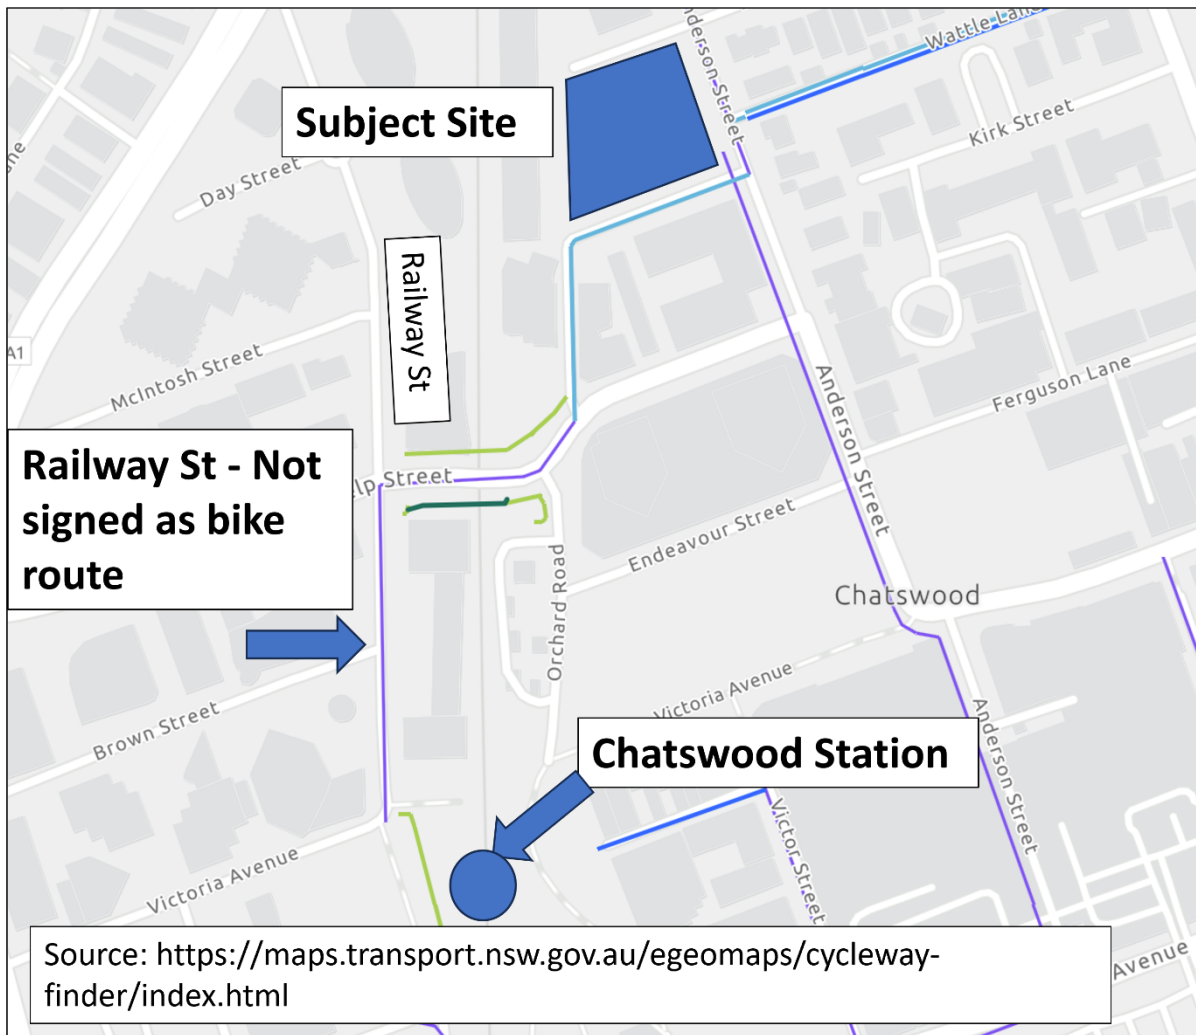 nderson Street
Wattle Lane
Subject Site
Kirk Street
Day Street
Railway St
A1
McIntosh Street
Anderson Street
Ferguson Lane
Railway St - Not
signed as bike
route
elp Street
Endeavour Street
Orchard Road
Chatswood
Victoria Avenue
Brown Street
Chatswood Station
Anderson Street
Victor Street
Victoria Avenue
Source: https://maps.transport.nsw.gov.au/egeomaps/cycleway-
finder/index.html
Avenue